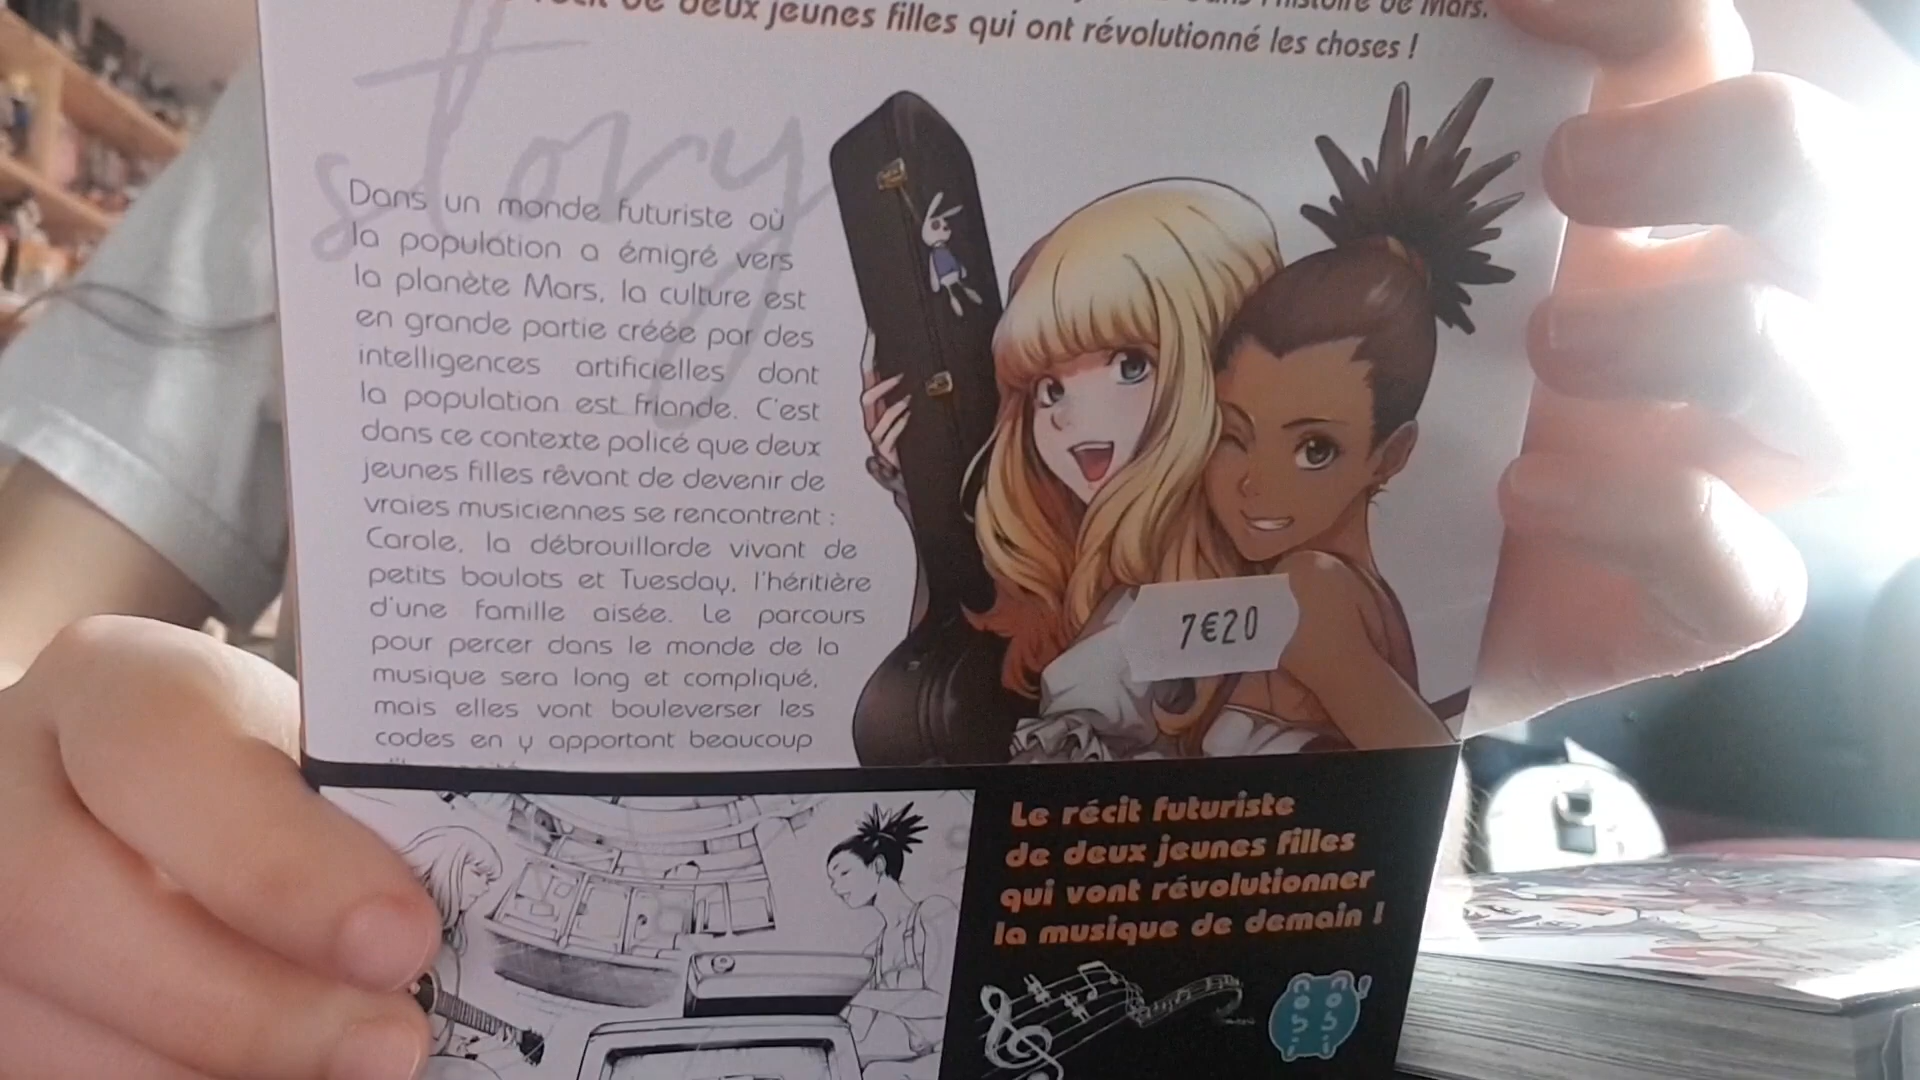 de deux jeunes filles qui ont révolutionné les choses !
de Mars.
story
Dans un monde futuriste où
la population a émigré vers
la planète Mars, la culture est
en grande partie créée par des
intelligences artificielles dont
la population est friande. C'est
dans ce contexte policé que deux
jeunes filles rêvant de devenir de
vraies musiciennes se rencontrent :
Carole, la débrouillarde vivant de
petits boulots et Tuesday, l'héritière
d'une famille aisée. Le parcours
pour percer dans le monde de la
musique sera long et compliqué,
mais elles vont bouleverser les
codes en y apportant beaucoup
7€20
Le récit futuriste
de deux jeunes filles
qui vont révolutionner
la musique de demain !